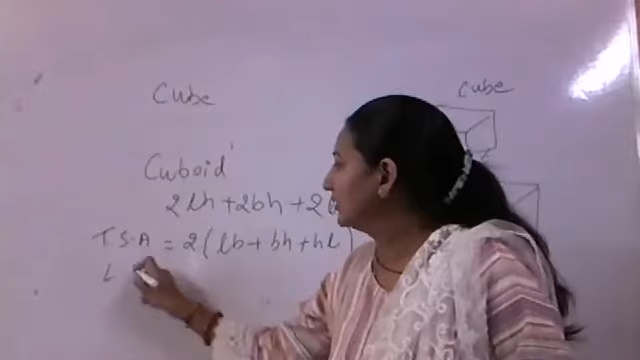 Cube
Cube
Cuboid
2lh + 2bh + 2
T.S.A = 2(lb + bh + hl)
L